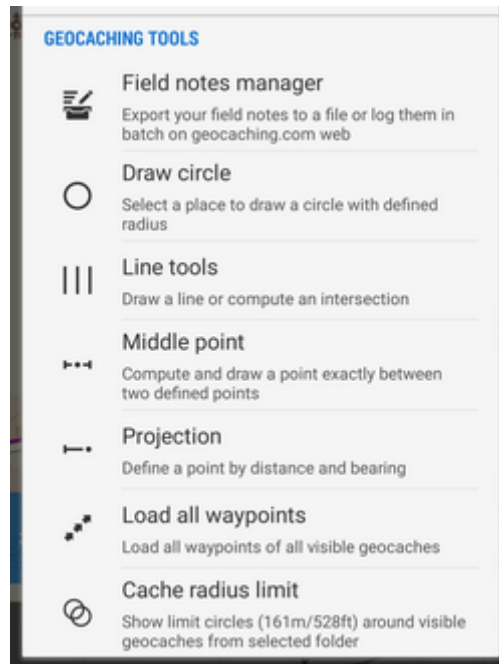 GEOCACHING TOOLS
Field notes manager
Export your field notes to a file or log them in
batch on geocaching.com web
Draw circle
Select a place to draw a circle with defined
radius
Line tools
Draw a line or compute an intersection
Middle point
Compute and draw a point exactly between
two defined points
Projection
Define a point by distance and bearing
Load all waypoints
Load all waypoints of all visible geocaches
Cache radius limit
Show limit circles (161m/528ft) around visible
geocaches from selected folder